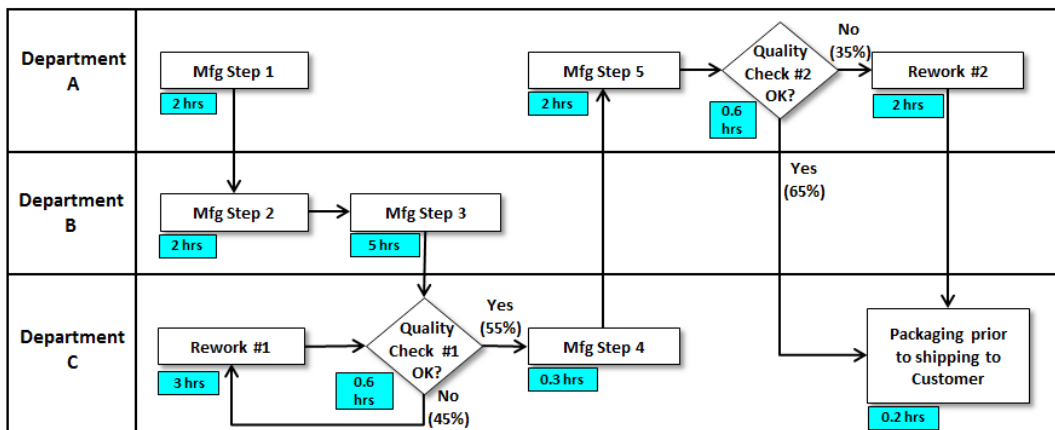 Department
A
Mfg Step 1
2 hrs
Mfg Step 5
2 hrs
Quality
Check #2
OK?
0.6
hrs
No
(35%)
Rework #2
2 hrs
Yes
(65%)
Department
B
Mfg Step 2
2 hrs
Mfg Step 3
5 hrs
Department
C
Rework #1
3 hrs
Quality
Check #1
OK?
0.6
hrs
Yes
(55%)
No
(45%)
Mfg Step 4
0.3 hrs
Packaging prior
to shipping to
Customer
0.2 hrs